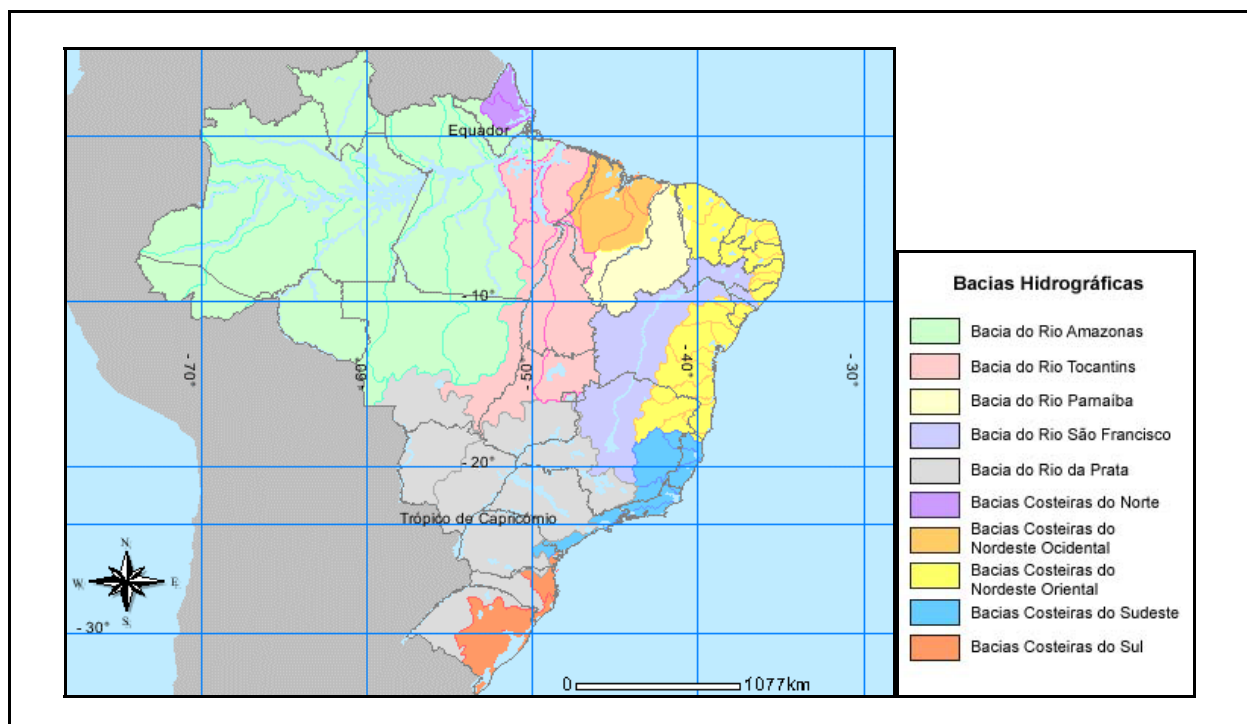 Equador
- 10°
- 70°
- 60°
- 50°
- 40°
- 30°
- 20°
Trópico de Capricórnio
N
W
E
S
- 30°
0
1077km
Bacias Hidrográficas
Bacia do Rio Amazonas
Bacia do Rio Tocantins
Bacia do Rio Parnaíba
Bacia do Rio São Francisco
Bacia do Rio da Prata
Bacias Costeiras do Norte
Bacias Costeiras do
Nordeste Ocidental
Bacias Costeiras do
Nordeste Oriental
Bacias Costeiras do Sudeste
Bacias Costeiras do Sul